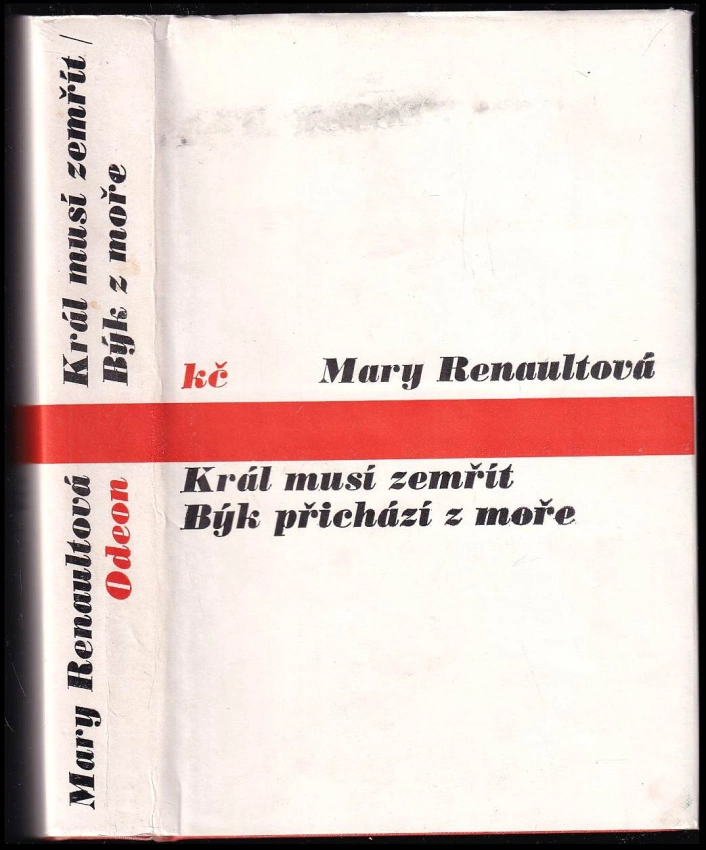 Král musí zemřít /
Býk z moře
Mary Renaultová
Odeon
kč
Mary Renaultová
Král musí zemřít
Býk přichází z moře